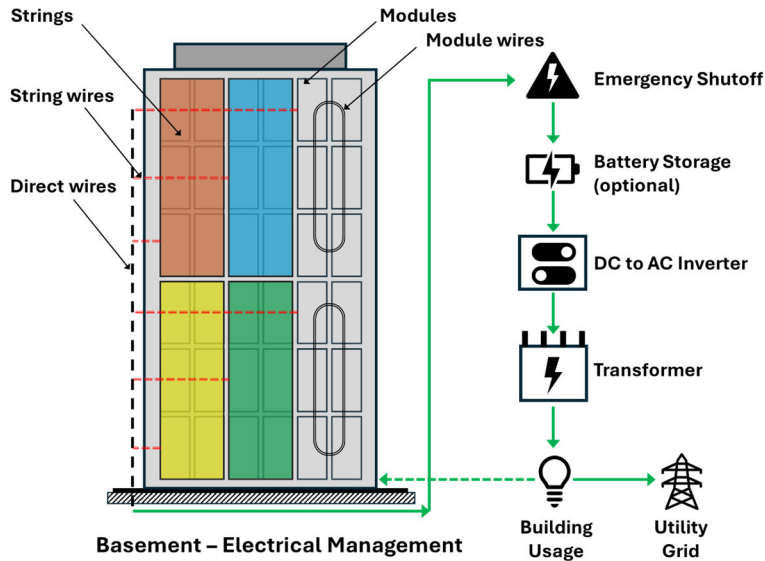 Strings
Modules
Module wires
String wires
Direct wires
Emergency Shutoff
Battery Storage
(optional)
DC to AC Inverter
Transformer
Building
Usage
Utility
Grid
Basement – Electrical Management